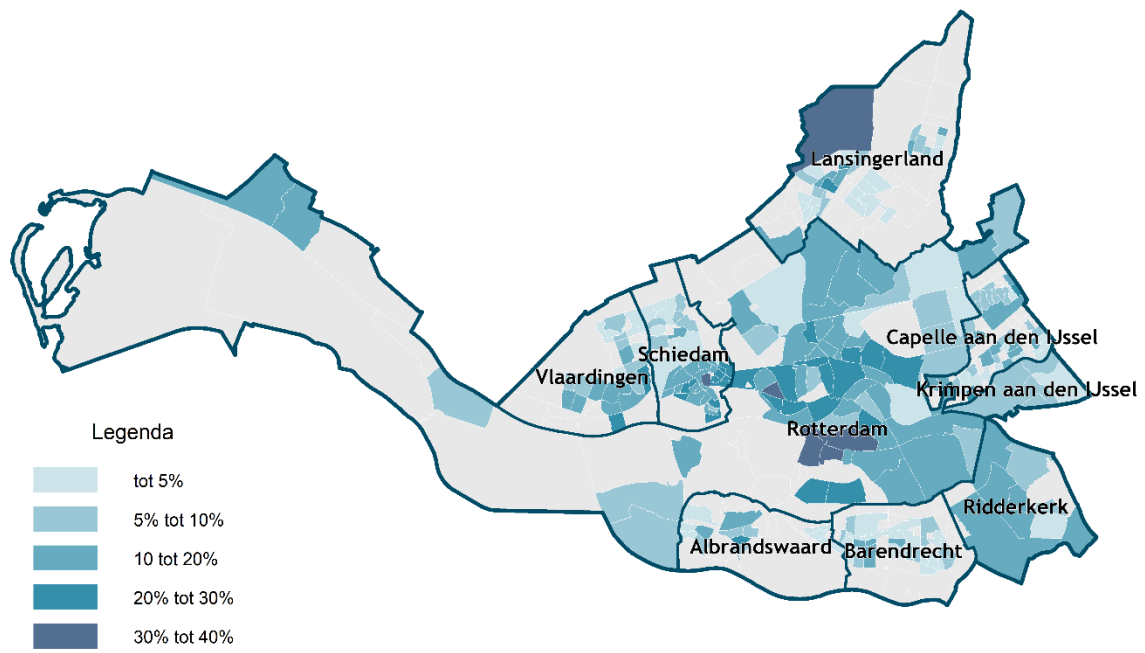 Lansingerland
Capelle aan den IJssel
Schiedam
Vlaardingen
Krimpen aan den IJssel
Rotterdam
Ridderkerk
Albrandswaard
Barendrecht
Legenda
tot 5%
5% tot 10%
10 tot 20%
20% tot 30%
30% tot 40%